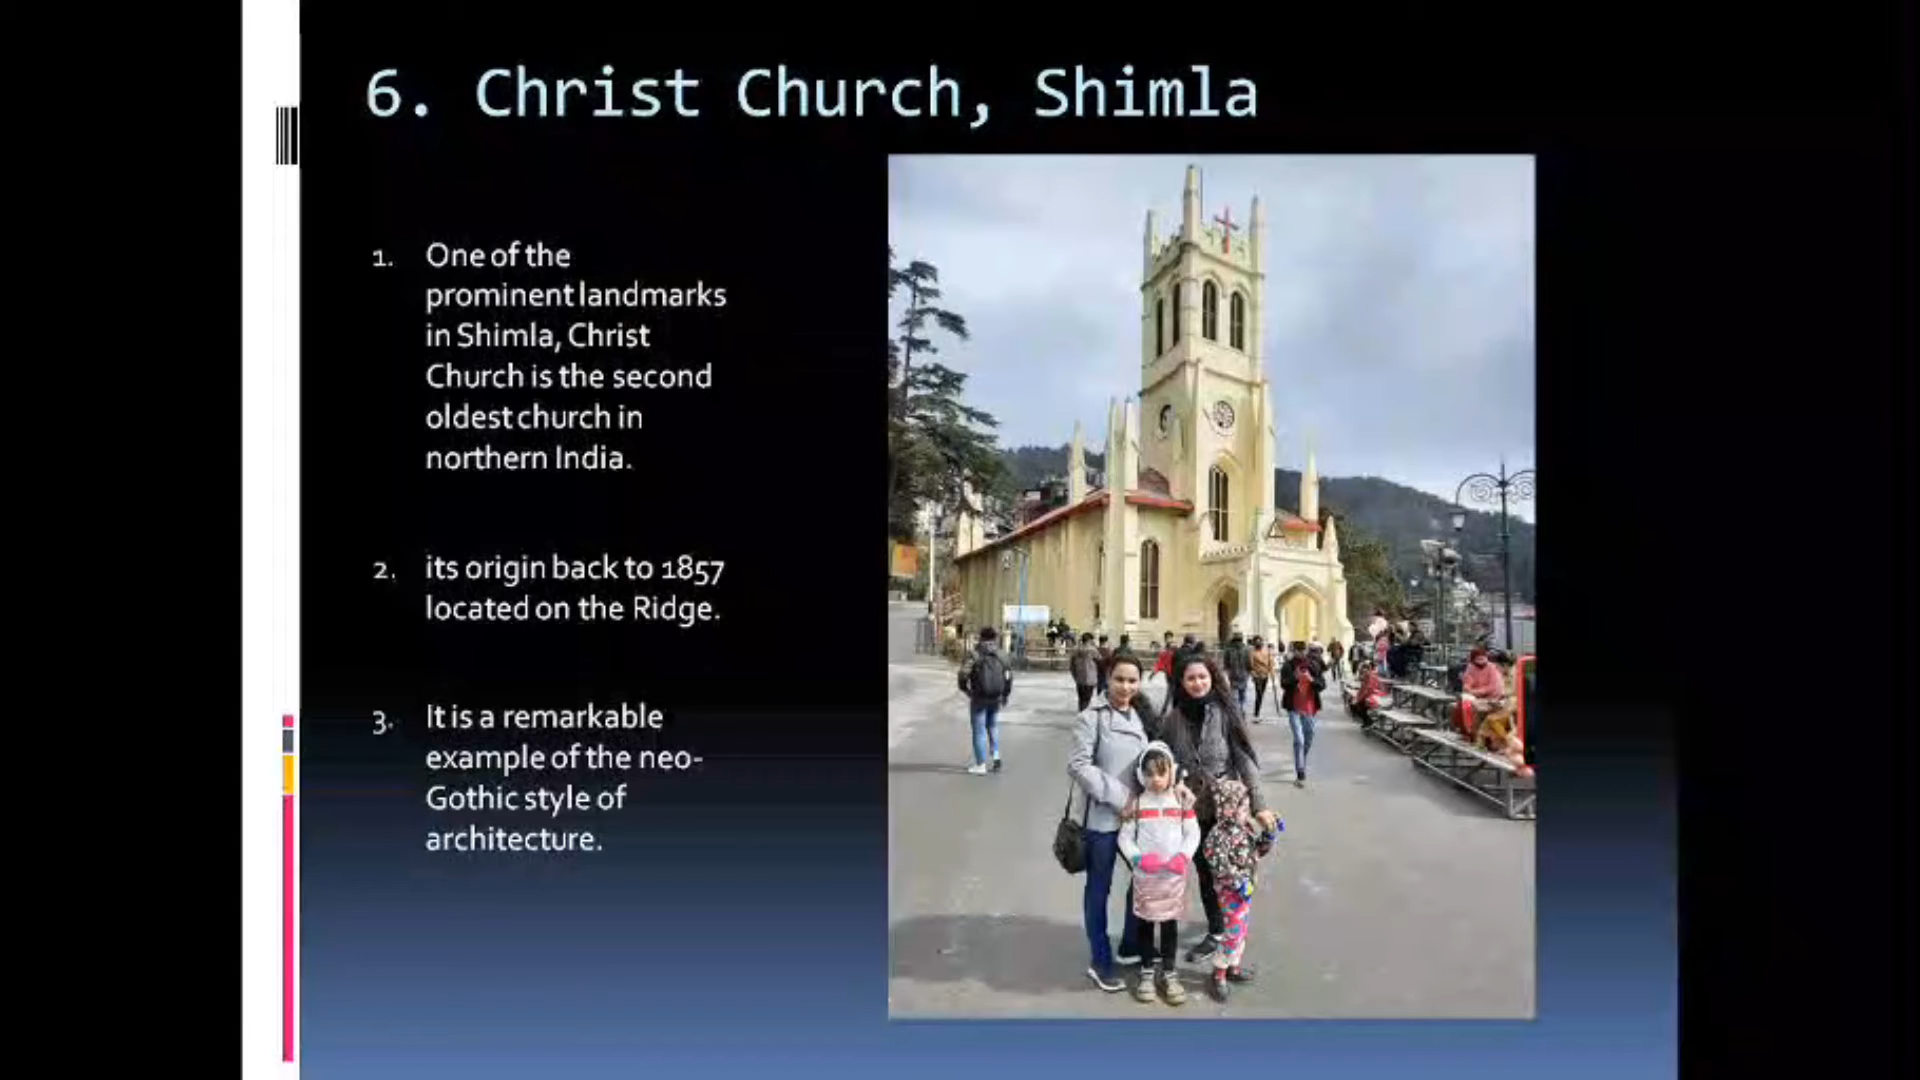 6. Christ Church, Shimla
1. One of the
prominent landmarks
in Shimla, Christ
Church is the second
oldest church in
northern India.
2. its origin back to 1857
located on the Ridge.
3. It is a remarkable
example of the neo-
Gothic style of
architecture.